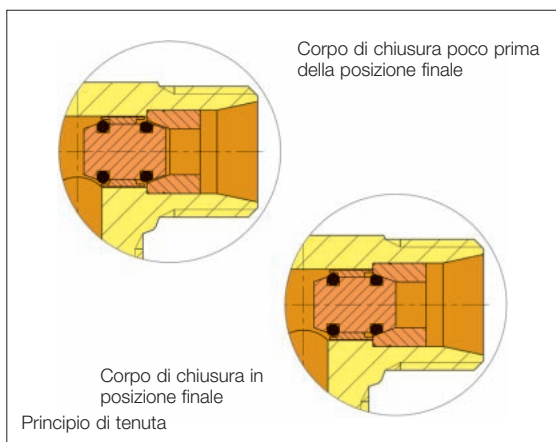 Corpo di chiusura poco prima
della posizione finale
Corpo di chiusura in
posizione finale
Principio di tenuta